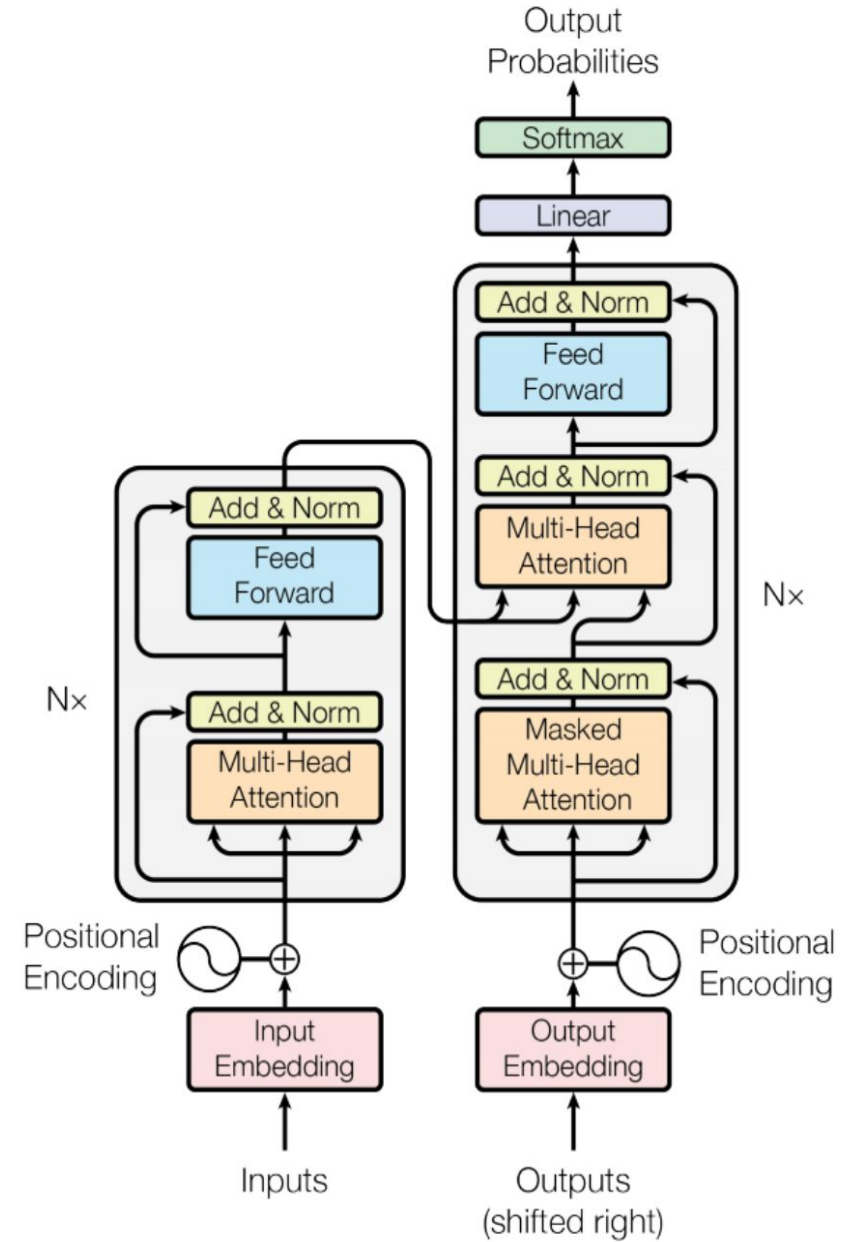 Output
Probabilities
Softmax
Linear
Add & Norm
Feed
Forward
Add & Norm
Multi-Head
Attention
Nx
Add & Norm
Masked
Multi-Head
Attention
Add & Norm
Feed
Forward
Nx
Add & Norm
Multi-Head
Attention
Positional
Encoding
Positional
Encoding
Input
Embedding
Output
Embedding
Inputs
Outputs
(shifted right)